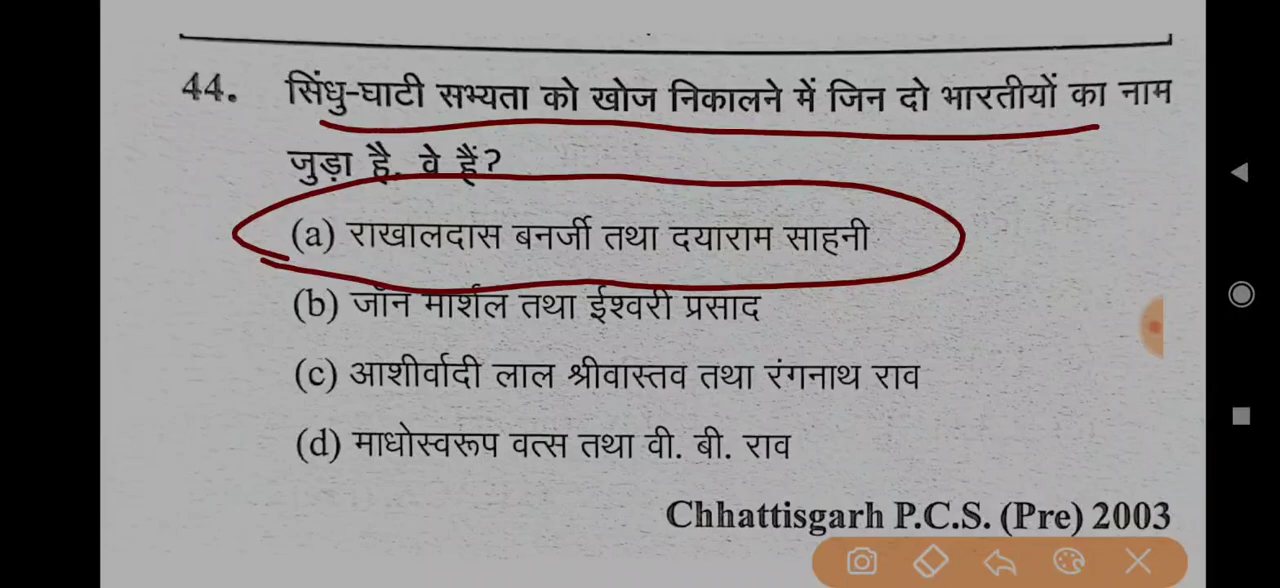 44. सिंधु-घाटी सभ्यता को खोज निकालने में जिन दो भारतीयों का नाम
जुड़ा है, वे हैं?
(a) राखालदास बनर्जी तथा दयाराम साहनी
(b) जॉन मार्शल तथा ईश्वरी प्रसाद
(c) आशीर्वादी लाल श्रीवास्तव तथा रंगनाथ राव
(d) माधोस्वरूप वत्स तथा वी. बी. राव
Chhattisgarh P.C.S. (Pre) 2003